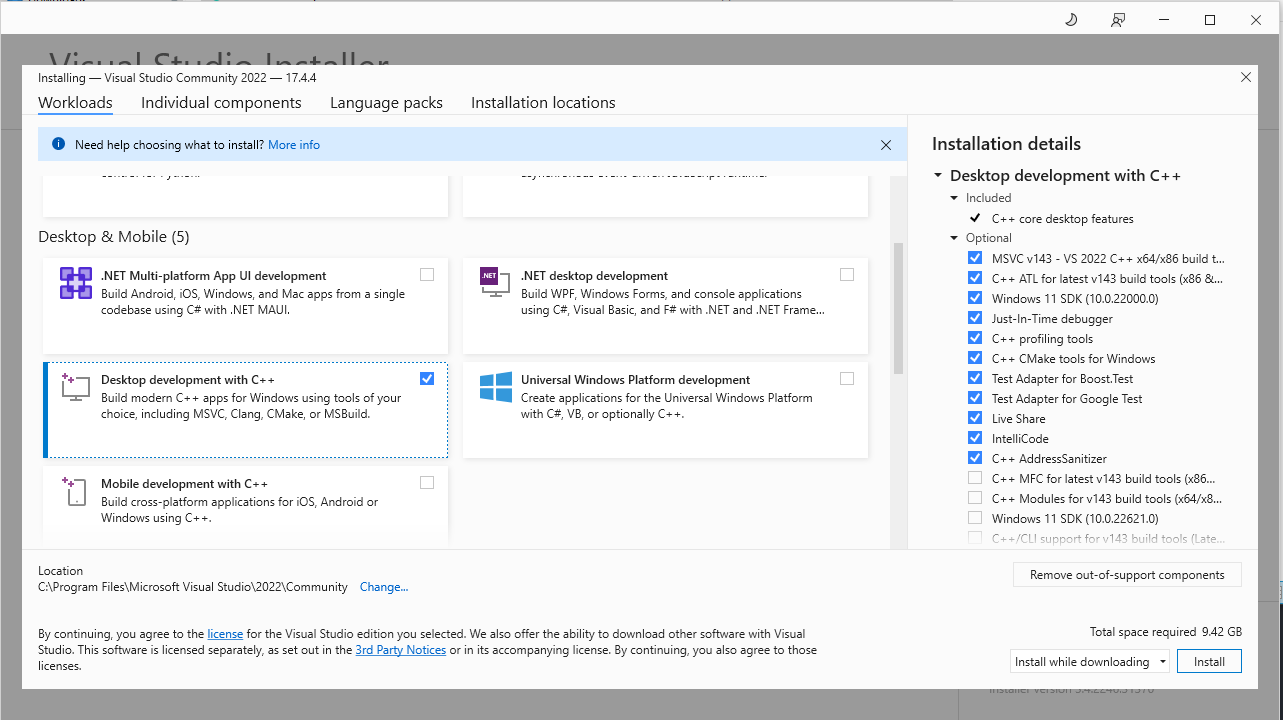 Visual Studio Installer
Installing — Visual Studio Community 2022 — 17.4.4
Workloads
Individual components
Language packs
Installation locations
Need help choosing what to install? More info
control for Python.
asynchronous event-driven JavaScript runtime.
Desktop & Mobile (5)
.NET Multi-platform App UI development
Build Android, iOS, Windows, and Mac apps from a single
codebase using C# with .NET MAUI.
.NET
.NET desktop development
Build WPF, Windows Forms, and console applications
using C#, Visual Basic, and F# with .NET and .NET Frame...
Desktop development with C++
Build modern C++ apps for Windows using tools of your
choice, including MSVC, Clang, CMake, or MSBuild.
Universal Windows Platform development
Create applications for the Universal Windows Platform
with C#, VB, or optionally C++.
Mobile development with C++
Build cross-platform applications for iOS, Android or
Windows using C++.
Installation details
Desktop development with C++
Included
C++ core desktop features
Optional
MSVC v143 - VS 2022 C++ x64/x86 build t...
C++ ATL for latest v143 build tools (x86 &...
Windows 11 SDK (10.0.22000.0)
Just-In-Time debugger
C++ profiling tools
C++ CMake tools for Windows
Test Adapter for Boost.Test
Test Adapter for Google Test
Live Share
IntelliCode
C++ AddressSanitizer
C++ MFC for latest v143 build tools (x86...
C++ Modules for v143 build tools (x64/x8...
Windows 11 SDK (10.0.22621.0)
C++/CLI support for v143 build tools (Late...
Location
C:\Program Files\Microsoft Visual Studio\2022\Community Change...
Remove out-of-support components
By continuing, you agree to the license for the Visual Studio edition you selected. We also offer the ability to download other software with Visual
Studio. This software is licensed separately, as set out in the 3rd Party Notices or in its accompanying license. By continuing, you also agree to those
licenses.
Total space required 9.42 GB
Install while downloading
Install
Installer version